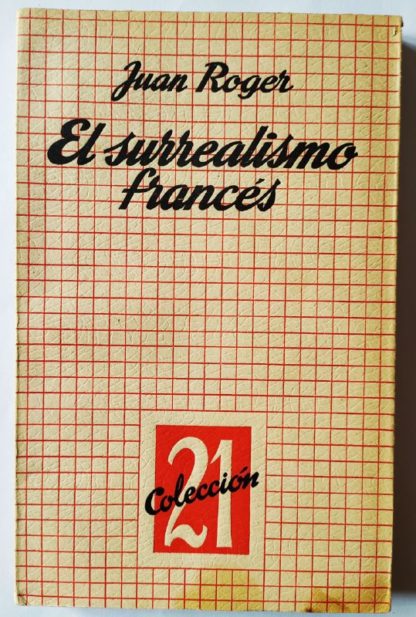 Juan Roger
El surrealismo
francés
21
Colección